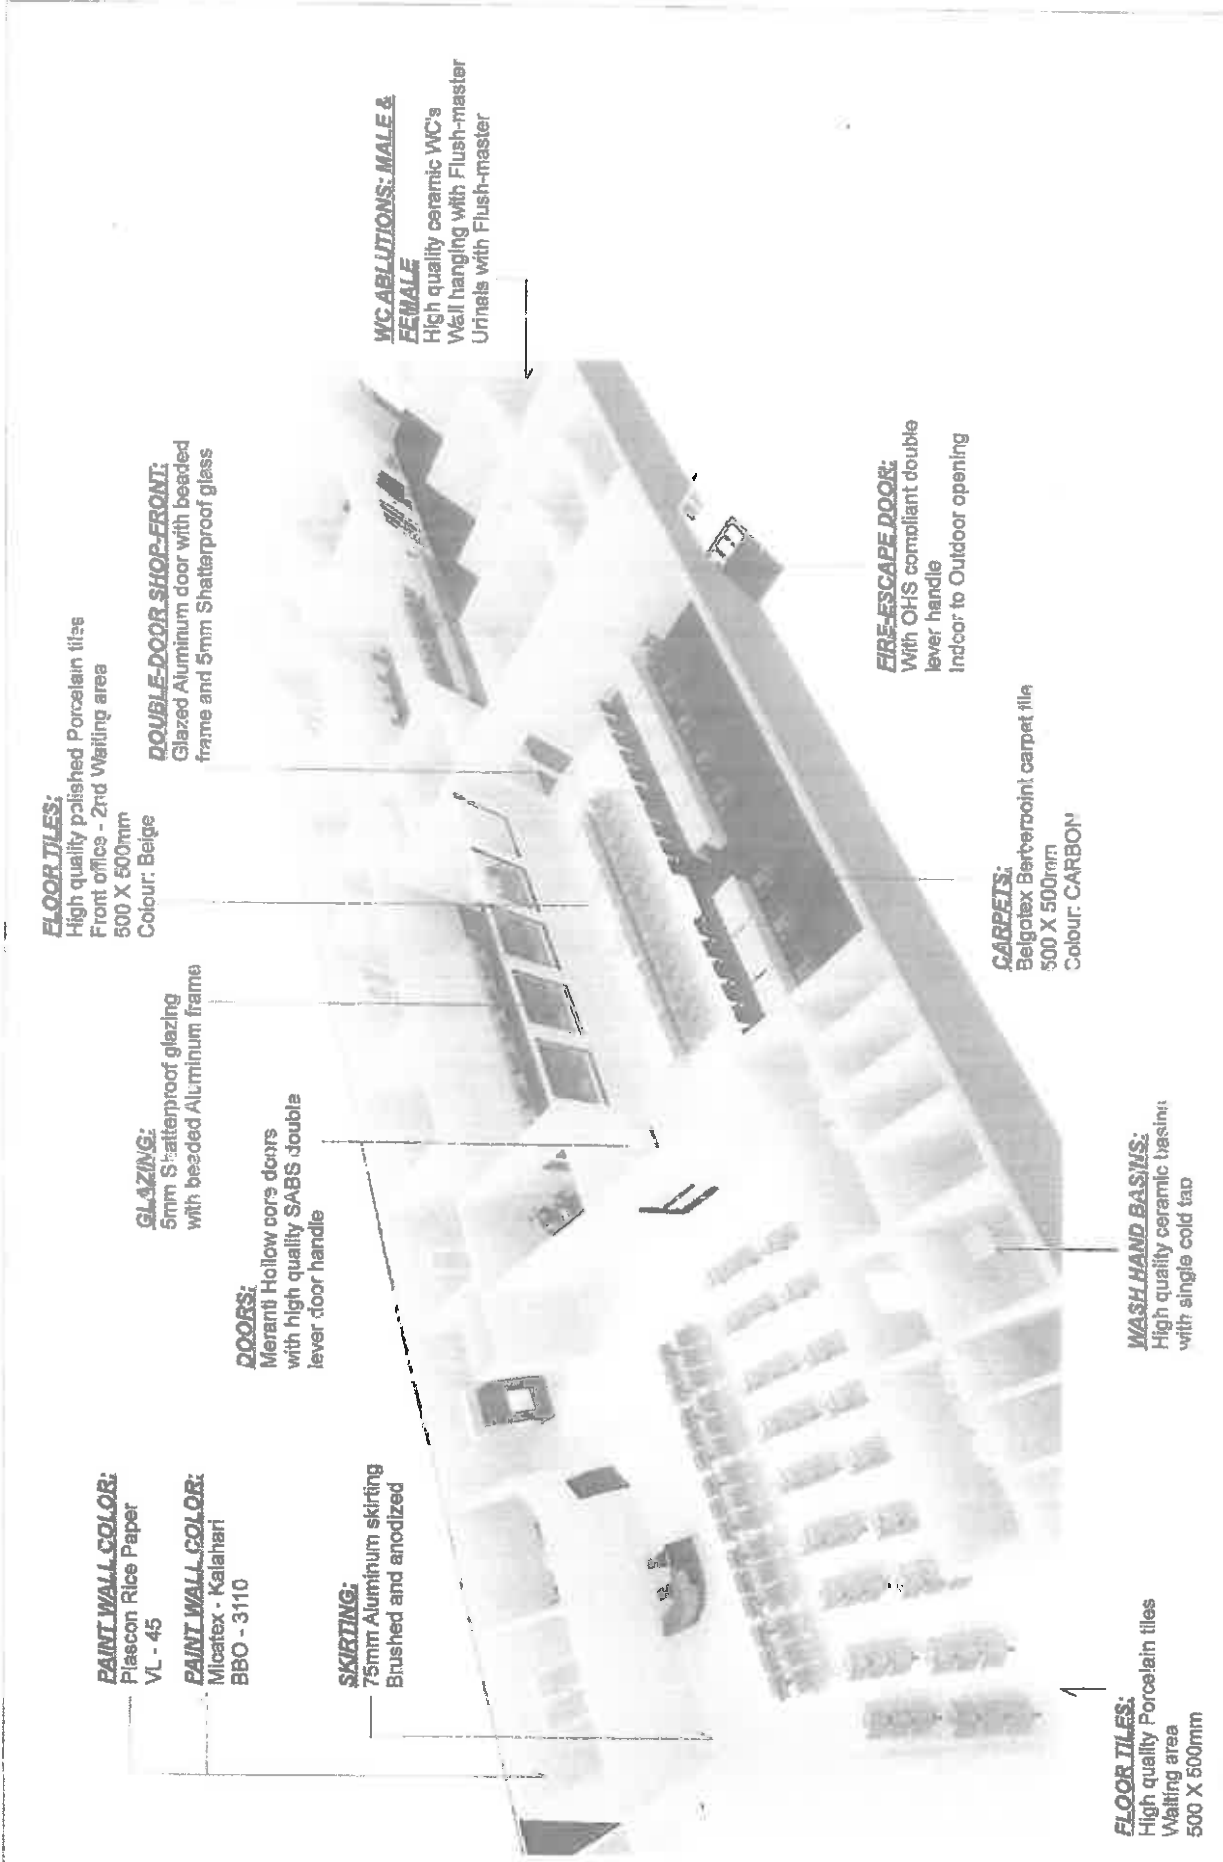 PAINT WALL COLOR:
Plascon Rice Paper
VL - 45
PAINT WALL COLOR:
Micatex - Kalahari
BBO - 3110
SKIRTING:
75mm Aluminum skirting
Brushed and anodized
DOORS:
Meranti Hollow core doors
with high quality SABS double
lever door handle
GLAZING:
5mm Shatterproof glazing
with beaded Aluminum frame
FLOOR TILES:
High quality polished Porcelain tiles
Front office - 2nd Waiting area
500 X 500mm
Colour: Beige
DOUBLE-DOOR SHOP-FRONT:
Glazed Aluminum door with beaded
frame and 5mm Shatterproof glass
WC ABLUTIONS: MALE &
FEMALE
High quality ceramic WC's
Wall hanging with Flush-master
Urinals with Flush-master
FIRE-ESCAPE DOOR:
With OHS compliant double
lever handle
Indoor to Outdoor opening
CARPETS:
Belgotex Berberpoint carpet tile
500 X 500mm
Colour: CARBON
WASH HAND BASINS:
High quality ceramic basins
with single cold tap
FLOOR TILES:
High quality Porcelain tiles
Waiting area
500 X 500mm